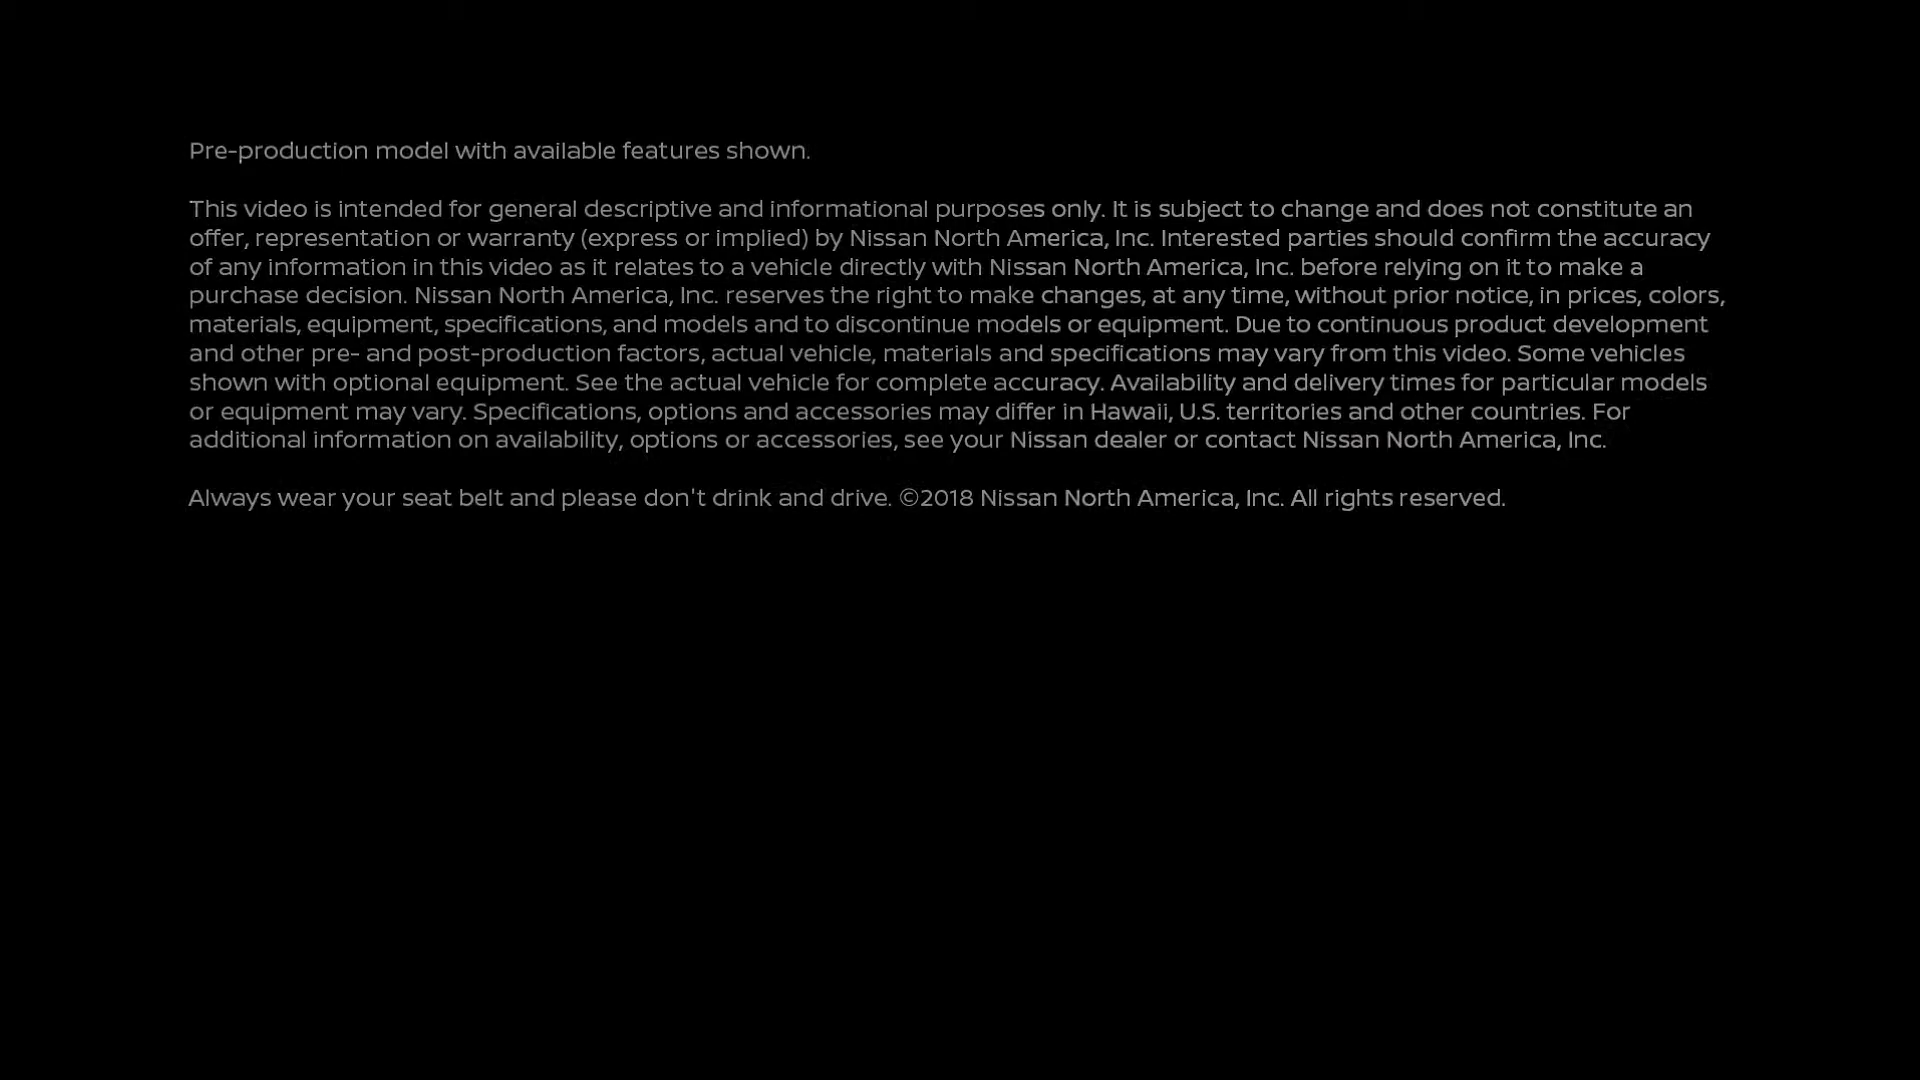 Pre-production model with available features shown.
This video is intended for general descriptive and informational purposes only. It is subject to change and does not constitute an
offer, representation or warranty (express or implied) by Nissan North America, Inc. Interested parties should confirm the accuracy
of any information in this video as it relates to a vehicle directly with Nissan North America, Inc. before relying on it to make a
purchase decision. Nissan North America, Inc. reserves the right to make changes, at any time, without prior notice, in prices, colors,
materials, equipment, specifications, and models and to discontinue models or equipment. Due to continuous product development
and other pre- and post-production factors, actual vehicle, materials and specifications may vary from this video. Some vehicles
shown with optional equipment. See the actual vehicle for complete accuracy. Availability and delivery times for particular models
or equipment may vary. Specifications, options and accessories may differ in Hawaii, U.S. territories and other countries. For
additional information on availability, options or accessories, see your Nissan dealer or contact Nissan North America, Inc.
Always wear your seat belt and please don't drink and drive. ©2018 Nissan North America, Inc. All rights reserved.